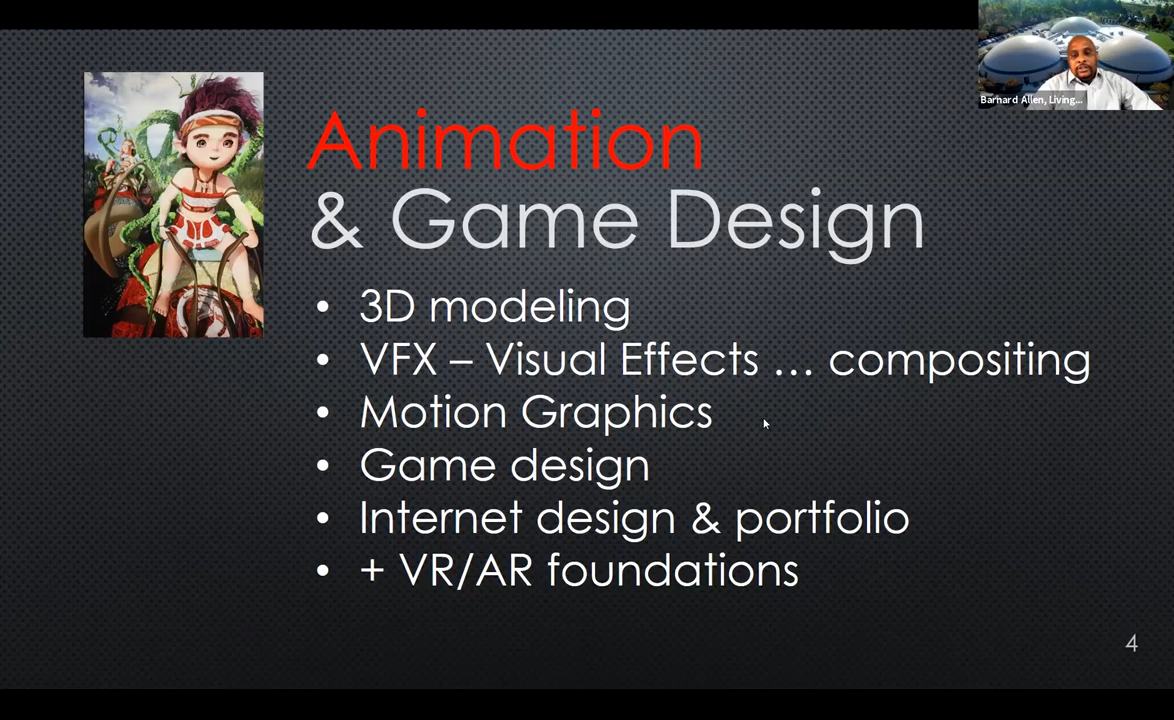 Barnard Allen, Living...
Animation
& Game Design
• 3D modeling
• VFX – Visual Effects ... compositing
• Motion Graphics
• Game design
• Internet design & portfolio
• + VR/AR foundations
4